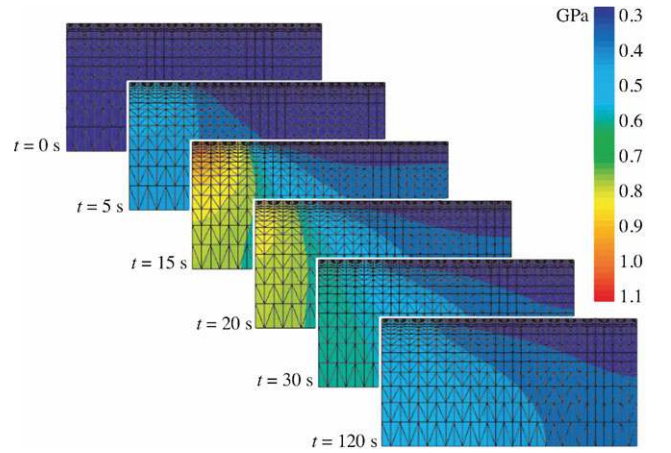 GPa
0.3
0.4
0.5
0.6
0.7
0.8
0.9
1.0
1.1
t = 0 s
t = 5 s
t = 15 s
t = 20 s
t = 30 s
t = 120 s